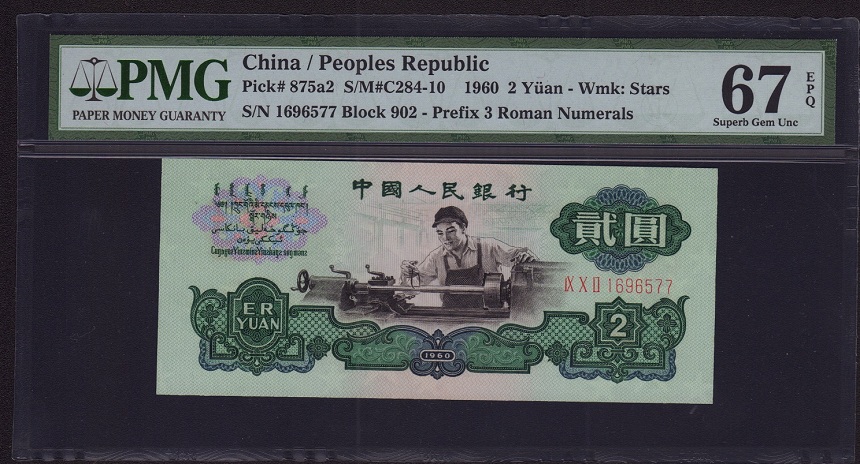 PMG
PAPER MONEY GUARANTY
China / Peoples Republic
Pick# 875a2 S/M#C284-10 1960 2 Yüan - Wmk: Stars
S/N 1696577 Block 902 - Prefix 3 Roman Numerals
67
EPQ
Superb Gem Unc
中國人民銀行
貳圓
ⅨⅩⅡ 1696577
ER
YUAN
2
1960